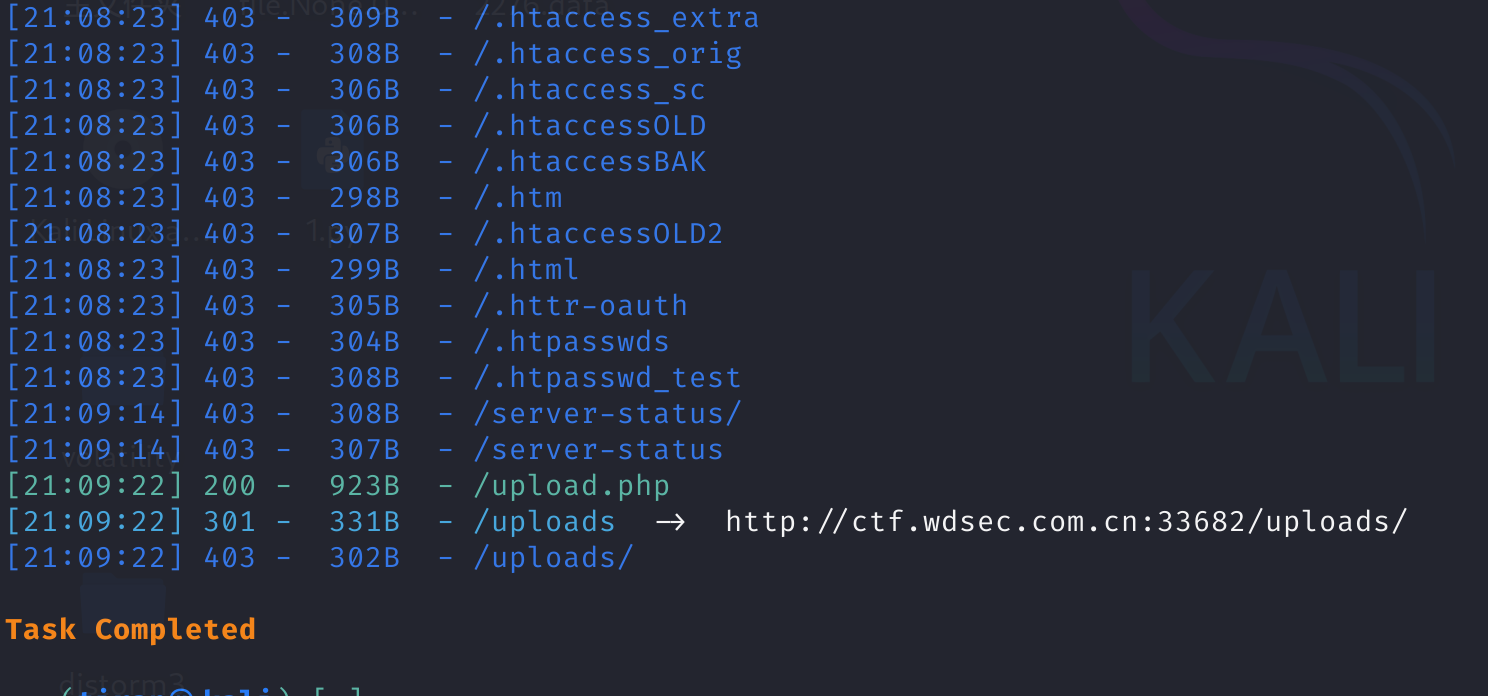 [21:08:23] 403 -  309B  - /.htaccess_extra
[21:08:23] 403 -  308B  - /.htaccess_orig
[21:08:23] 403 -  306B  - /.htaccess_sc
[21:08:23] 403 -  306B  - /.htaccessOLD
[21:08:23] 403 -  306B  - /.htaccessBAK
[21:08:23] 403 -  298B  - /.htm
[21:08:23] 403 -  307B  - /.htaccessOLD2
[21:08:23] 403 -  299B  - /.html
[21:08:23] 403 -  305B  - /.httr-oauth
[21:08:23] 403 -  304B  - /.htpasswds
[21:08:23] 403 -  308B  - /.htpasswd_test
[21:09:14] 403 -  308B  - /server-status/
[21:09:14] 403 -  307B  - /server-status
[21:09:22] 200 -  923B  - /upload.php
[21:09:22] 301 -  331B  - /uploads  →  http://ctf.wdsec.com.cn:33682/uploads/
[21:09:22] 403 -  302B  - /uploads/
Task Completed
KALI
volatility
distorm3